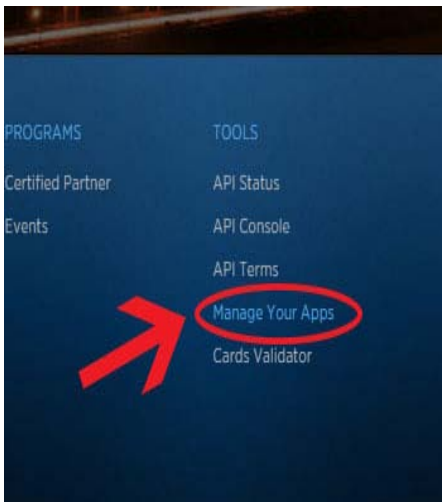 PROGRAMS
Certified Partner
Events
TOOLS
API Status
API Console
API Terms
Manage Your Apps
Cards Validator